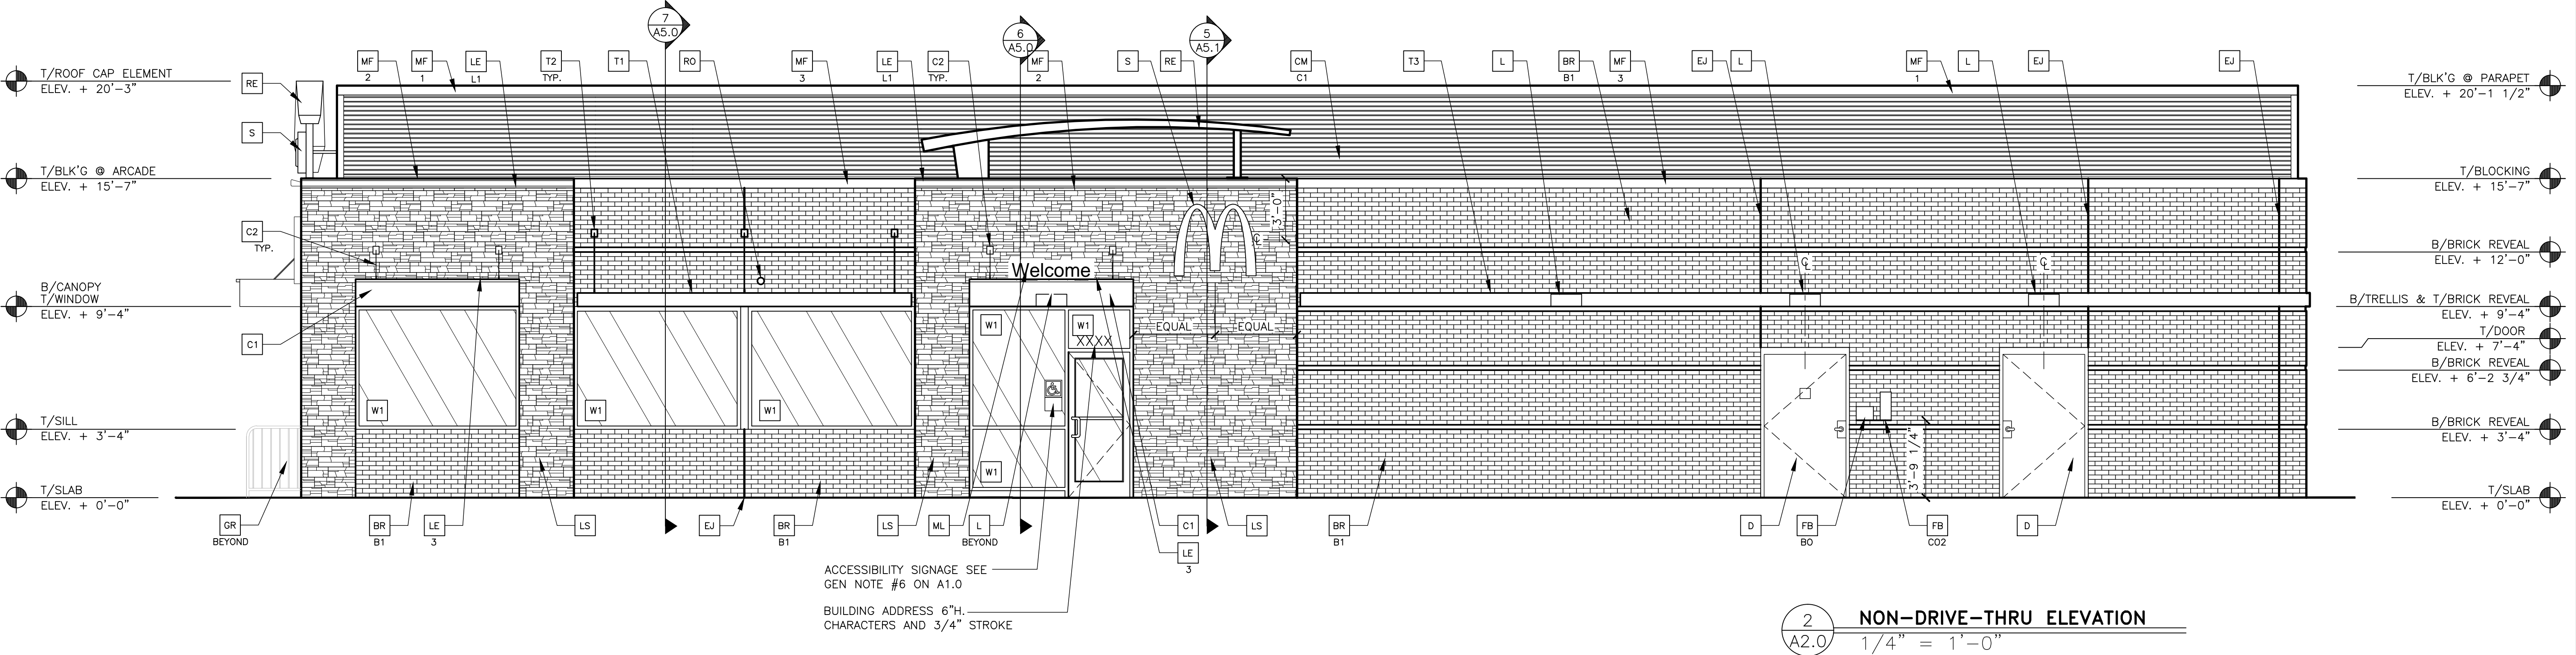 7
A5.0
6
A5.0
5
A5.1
MF
2
MF
1
LE
L1
T2
TYP.
T1
RO
MF
3
LE
L1
C2
TYP.
MF
2
S
RE
CM
C1
T3
L
BR
B1
MF
3
EJ
L
MF
1
L
EJ
EJ
T/ROOF CAP ELEMENT
ELEV. + 20'-3"
RE
S
T/BLK'G @ ARCADE
ELEV. + 15'-7"
C2
TYP.
B/CANOPY
T/WINDOW
ELEV. + 9'-4"
C1
T/SILL
ELEV. + 3'-4"
T/SLAB
ELEV. + 0'-0"
T/BLK'G @ PARAPET
ELEV. + 20'-1 1/2"
T/BLOCKING
ELEV. + 15'-7"
B/BRICK REVEAL
ELEV. + 12'-0"
B/TRELLIS & T/BRICK REVEAL
ELEV. + 9'-4"
T/DOOR
ELEV. + 7'-4"
B/BRICK REVEAL
ELEV. + 6'-2 3/4"
B/BRICK REVEAL
ELEV. + 3'-4"
T/SLAB
ELEV. + 0'-0"
3'-0"
℄
Welcome
℄
℄
W1
W1
XXXX
EQUAL
EQUAL
W1
W1
W1
W1
3'-9 1/4"
GR
BEYOND
BR
B1
LE
3
LS
EJ
BR
B1
LS
ML
L
BEYOND
C1
LE
3
LS
BR
B1
D
FB
BO
FB
CO2
D
ACCESSIBILITY SIGNAGE SEE
GEN NOTE #6 ON A1.0
BUILDING ADDRESS 6"H.
CHARACTERS AND 3/4" STROKE
2
A2.0
NON-DRIVE-THRU ELEVATION
1/4" = 1'-0"